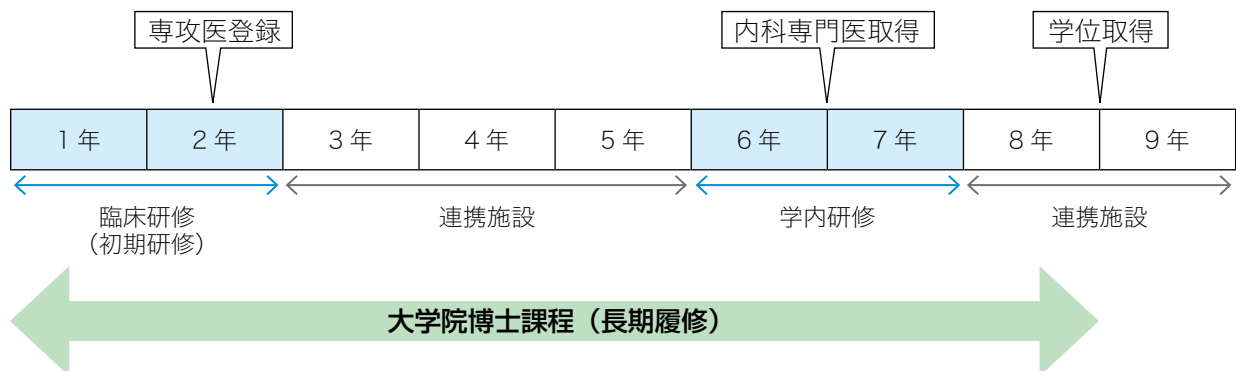 専攻医登録
内科専門医取得
学位取得
1年
2年
3年
4年
5年
6年
7年
8年
9年
臨床研修
（初期研修）
連携施設
学内研修
連携施設
大学院博士課程（長期履修）